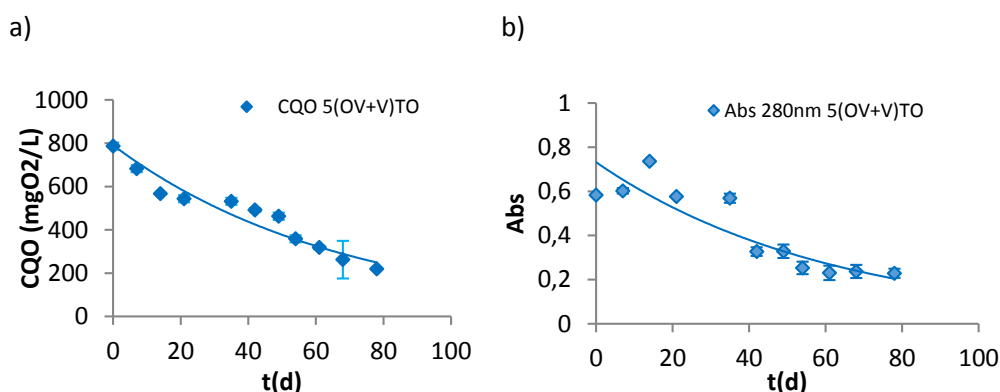 a)
CQO 5(OV+V)TO
CQO (mgO2/L)
1000
800
600
400
200
0
0 20 40 60 80 100
t(d)
b)
Abs 280nm 5(OV+V)TO
Abs
1
0,8
0,6
0,4
0,2
0
0 20 40 60 80 100
t(d)